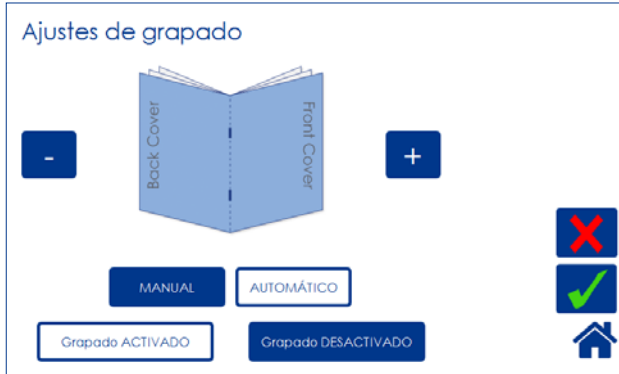 Ajustes de grapado
Back Cover
Front Cover
-
+
MANUAL
AUTOMÁTICO
Grapado ACTIVADO
Grapado DESACTIVADO